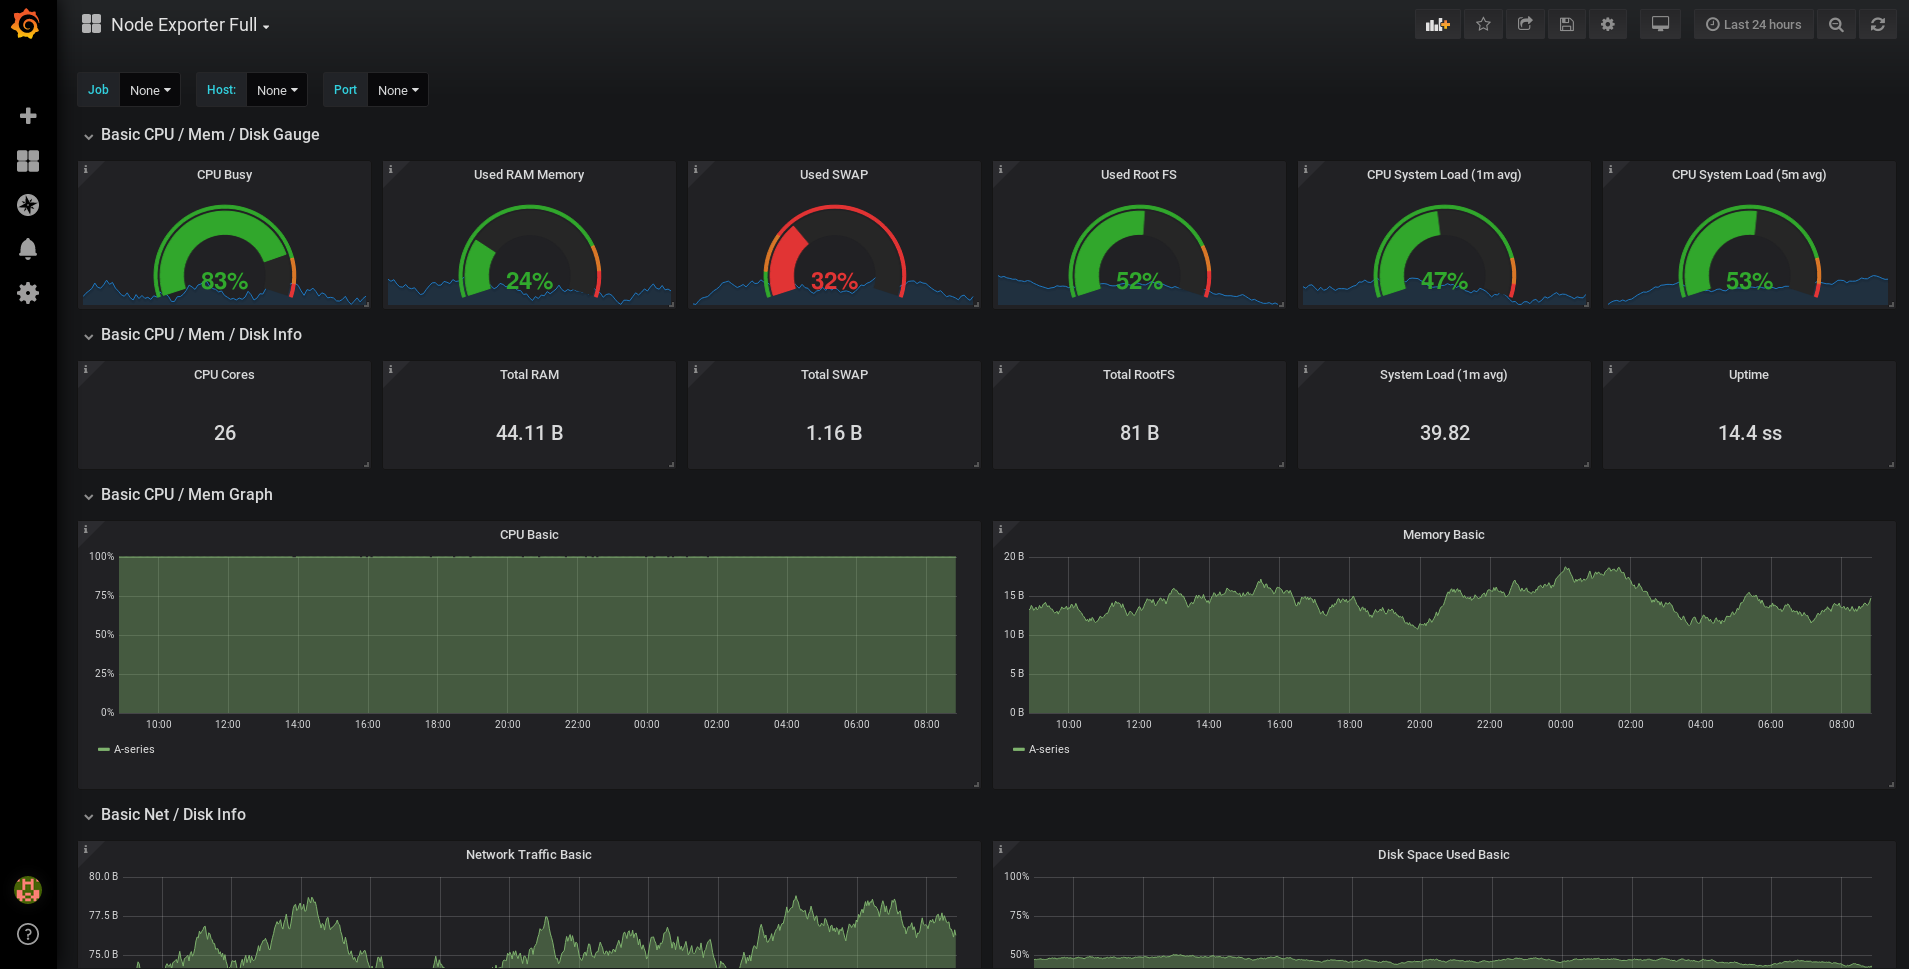 Node Exporter Full
Last 24 hours
Job None Host: None Port None
Basic CPU / Mem / Disk Gauge
CPU Busy
83%
Used RAM Memory
24%
Used SWAP
32%
Used Root FS
52%
CPU System Load (1m avg)
47%
CPU System Load (5m avg)
53%
Basic CPU / Mem / Disk Info
CPU Cores
26
Total RAM
44.11 B
Total SWAP
1.16 B
Total RootFS
81 B
System Load (1m avg)
39.82
Uptime
14.4 ss
Basic CPU / Mem Graph
CPU Basic
100%
75%
50%
25%
0%
10:00 12:00 14:00 16:00 18:00 20:00 22:00 00:00 02:00 04:00 06:00 08:00
A-series
Memory Basic
20 B
15 B
10 B
5 B
0 B
10:00 12:00 14:00 16:00 18:00 20:00 22:00 00:00 02:00 04:00 06:00 08:00
A-series
Basic Net / Disk Info
Network Traffic Basic
80.0 B
77.5 B
75.0 B
Disk Space Used Basic
100%
75%
50%